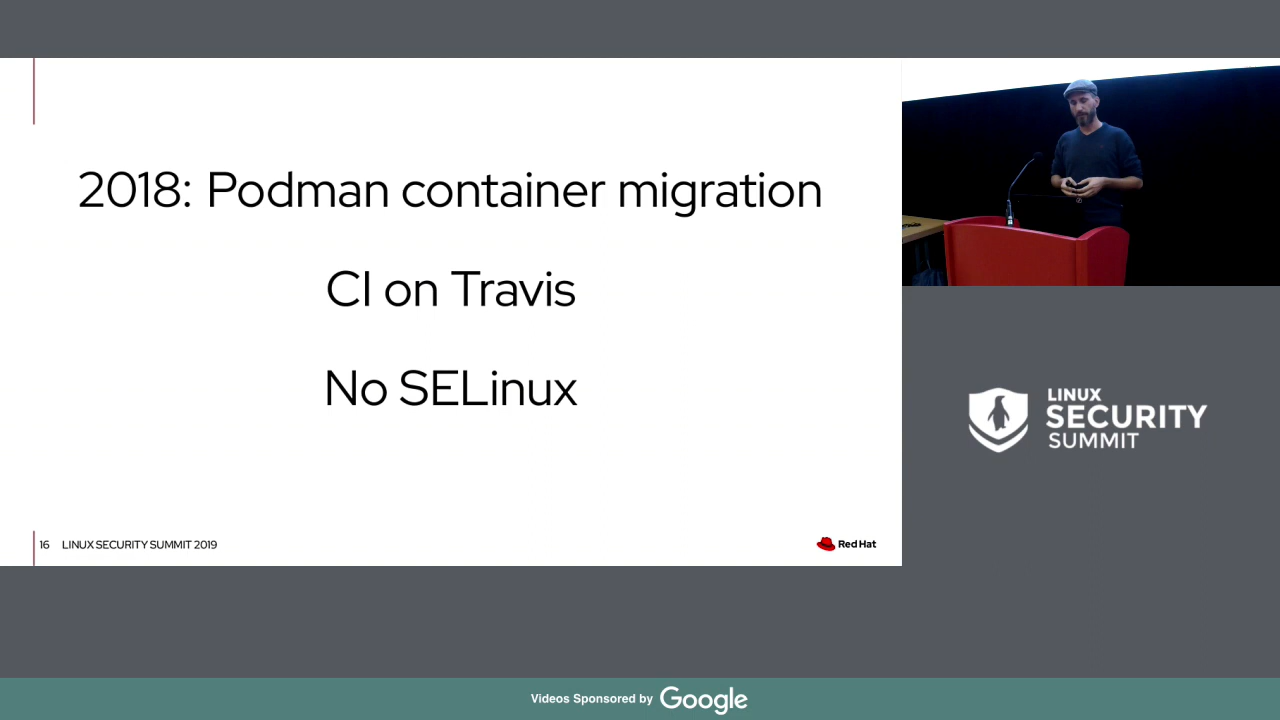 2018: Podman container migration
CI on Travis
No SELinux
16 LINUX SECURITY SUMMIT 2019
Red Hat
LINUX
SECURITY
SUMMIT
Videos Sponsored by Google